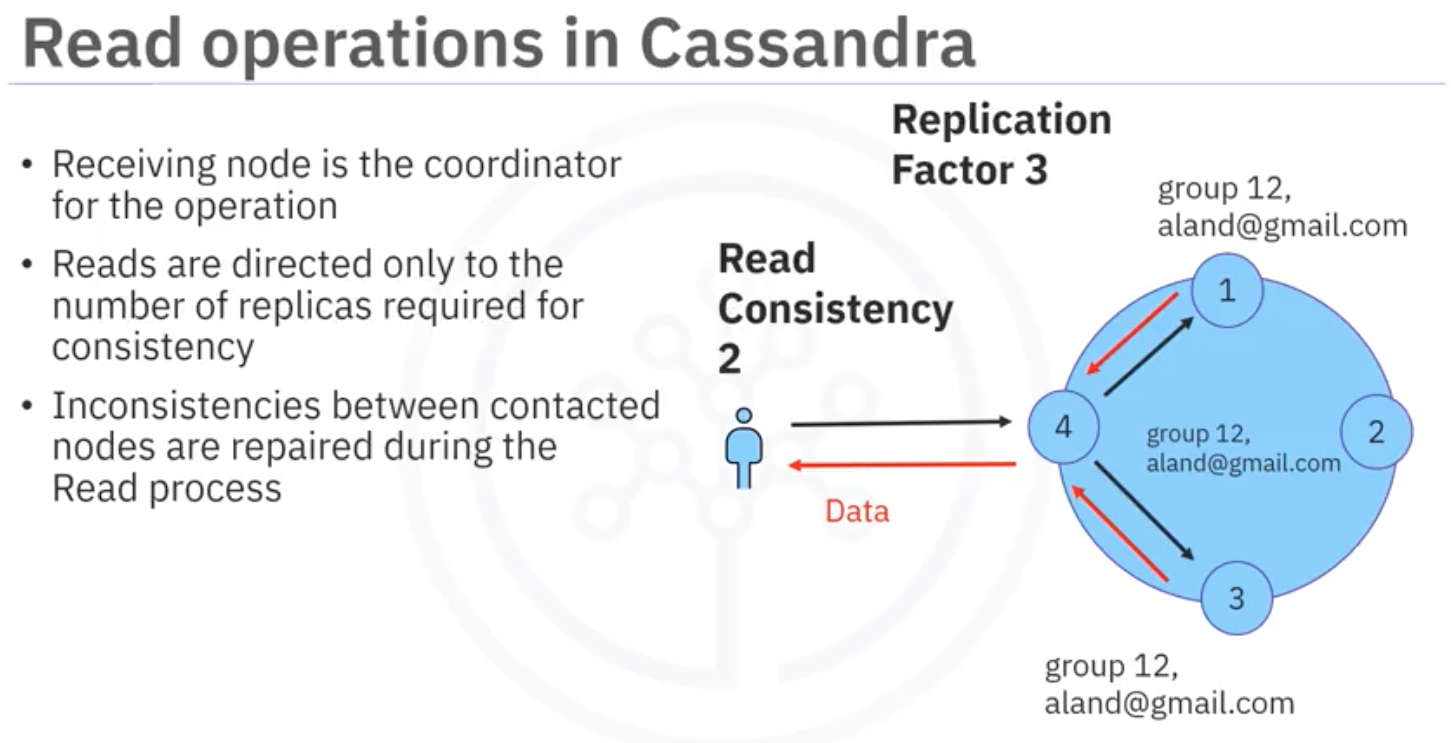 Read operations in Cassandra
• Receiving node is the coordinator
for the operation
• Reads are directed only to the
number of replicas required for
consistency
• Inconsistencies between contacted
nodes are repaired during the
Read process
Replication
Factor 3
Read
Consistency
2
Data
group 12,
aland@gmail.com
1
4
group 12,
aland@gmail.com
2
3
group 12,
aland@gmail.com